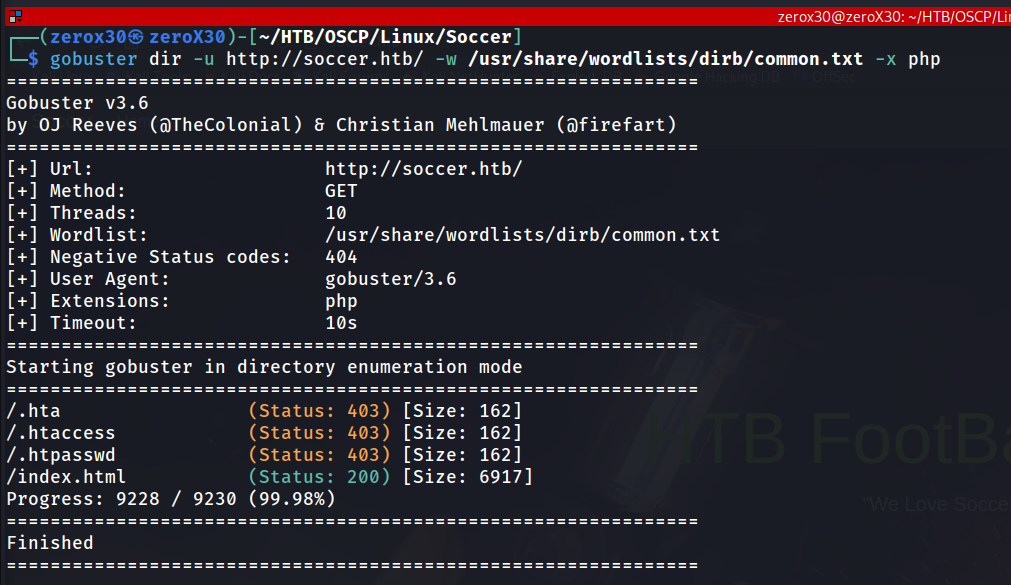 zerox30@zeroX30: ~/HTB/OSCP/Li
┌──(zerox30㉿zeroX30)-[~/HTB/OSCP/Linux/Soccer]
└─$ gobuster dir -u http://soccer.htb/ -w /usr/share/wordlists/dirb/common.txt -x php
===============================================================
Gobuster v3.6
by OJ Reeves (@TheColonial) & Christian Mehlmauer (@firefart)
===============================================================
[+] Url:                     http://soccer.htb/
[+] Method:                  GET
[+] Threads:                 10
[+] Wordlist:                /usr/share/wordlists/dirb/common.txt
[+] Negative Status codes:   404
[+] User Agent:              gobuster/3.6
[+] Extensions:              php
[+] Timeout:                 10s
===============================================================
Starting gobuster in directory enumeration mode
===============================================================
/.hta                 (Status: 403) [Size: 162]
/.htaccess            (Status: 403) [Size: 162]
/.htpasswd            (Status: 403) [Size: 162]
/index.html           (Status: 200) [Size: 6917]
Progress: 9228 / 9230 (99.98%)
===============================================================
Finished
===============================================================
HTB FootBa
"We Love Socce